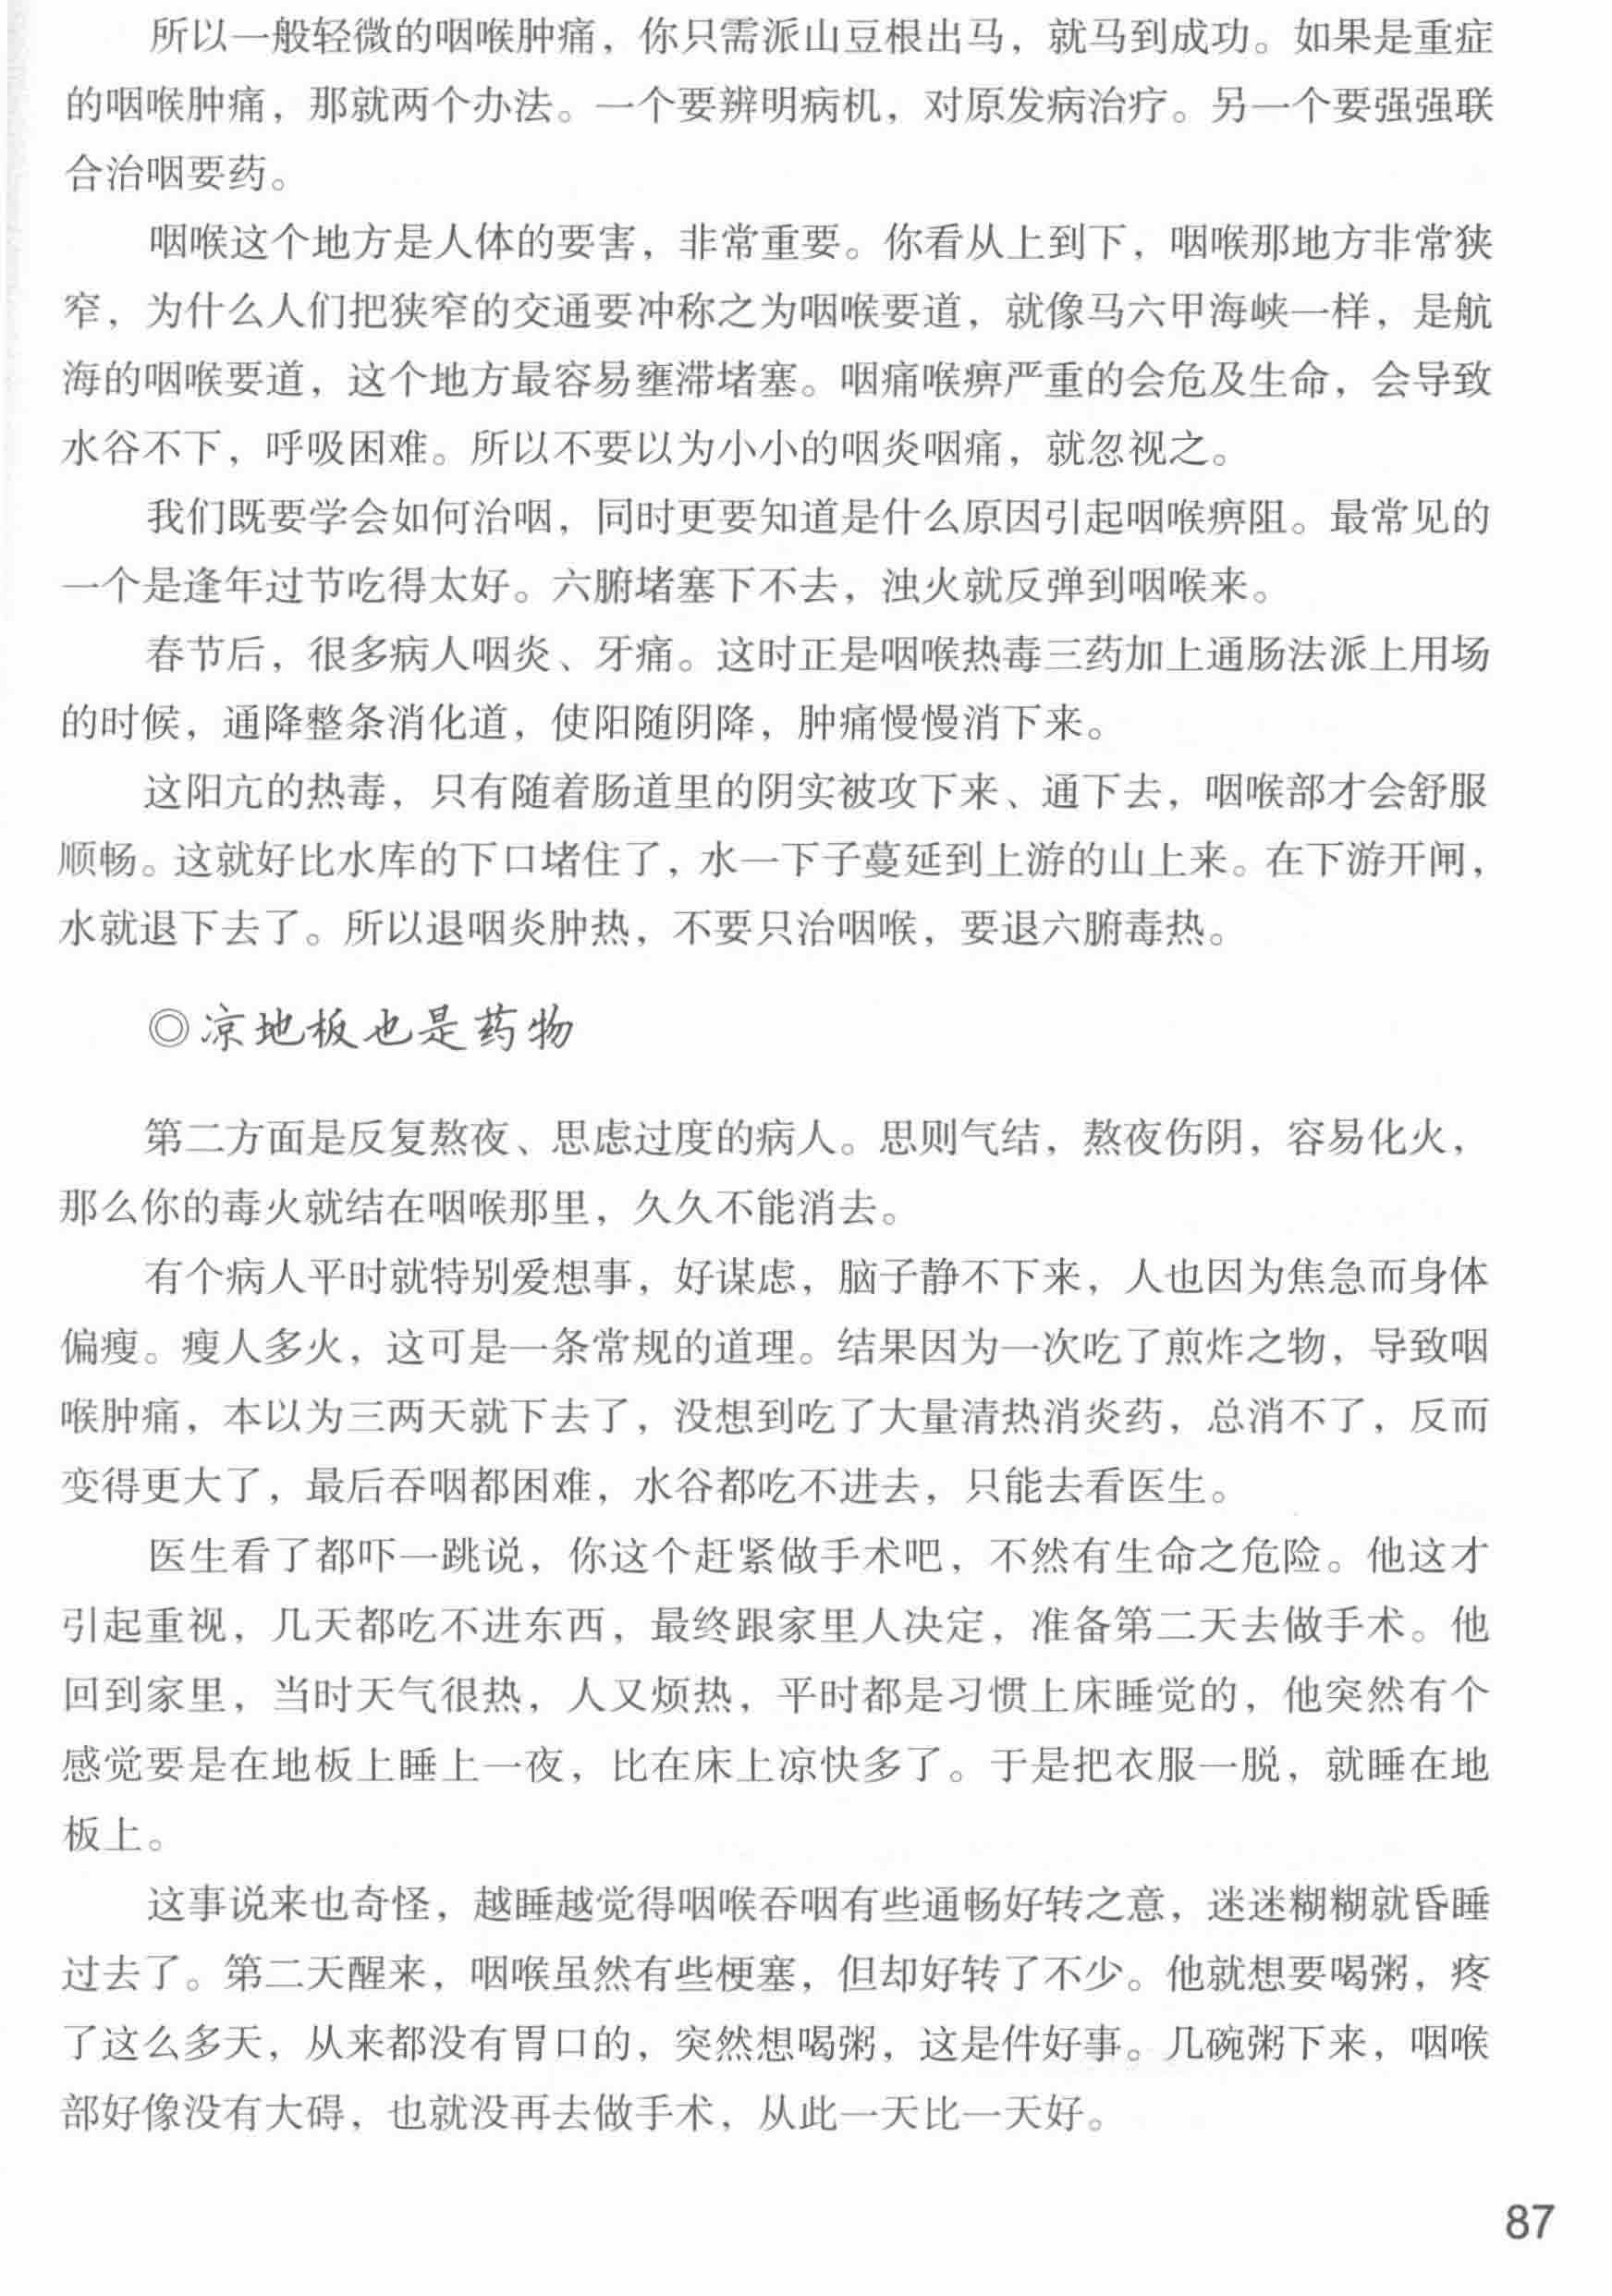 所以一般轻微的咽喉肿痛，你只需派山豆根出马，就马到成功。如果是重症
的咽喉肿痛，那就两个办法。一个要辨明病机，对原发病治疗。另一个要强强联
合治咽要药。
咽喉这个地方是人体的要害，非常重要。你看从上到下，咽喉那地方非常狭
窄，为什么人们把狭窄的交通要冲称之为咽喉要道，就像马六甲海峡一样，是航
海的咽喉要道，这个地方最容易壅滞堵塞。咽痛喉痹严重的会危及生命，会导致
水谷不下，呼吸困难。所以不要以为小小的咽炎咽痛，就忽视之。
我们既要学会如何治咽，同时更要知道是什么原因引起咽喉痹阻。最常见的
一个是逢年过节吃得太好。六腑堵塞下不去，浊火就反弹到咽喉来。
春节后，很多病人咽炎、牙痛。这时正是咽喉热毒三药加上通肠法派上用场
的时候，通降整条消化道，使阳随阴降，肿痛慢慢消下来。
这阳亢的热毒，只有随着肠道里的阴实被攻下来、通下去，咽喉部才会舒服
顺畅。这就好比水库的下口堵住了，水一下子蔓延到上游的山上来。在下游开闸，
水就退下去了。所以退咽炎肿热，不要只治咽喉，要退六腑毒热。
◎凉地板也是药物
第二方面是反复熬夜、思虑过度的病人。思则气结，熬夜伤阴，容易化火，
那么你的毒火就结在咽喉那里，久久不能消去。
有个病人平时就特别爱想事，好谋虑，脑子静不下来，人也因为焦急而身体
偏瘦。瘦人多火，这可是一条常规的道理。结果因为一次吃了煎炸之物，导致咽
喉肿痛，本以为三两天就下去了，没想到吃了大量清热消炎药，总消不了，反而
变得更大了，最后吞咽都困难，水谷都吃不进去，只能去看医生。
医生看了都吓一跳说，你这个赶紧做手术吧，不然有生命之危险。他这才
引起重视，几天都吃不进东西，最终跟家里人决定，准备第二天去做手术。他
回到家里，当时天气很热，人又烦热，平时都是习惯上床睡觉的，他突然有个
感觉要是在地板上睡上一夜，比在床上凉快多了。于是把衣服一脱，就睡在地
板上。
这事说来也奇怪，越睡越觉得咽喉吞咽有些通畅好转之意，迷迷糊糊就昏睡
过去了。第二天醒来，咽喉虽然有些梗塞，但却好转了不少。他就想要喝粥，疼
了这么多天，从来都没有胃口的，突然想喝粥，这是件好事。几碗粥下来，咽喉
部好像没有大碍，也就没再去做手术，从此一天比一天好。
87